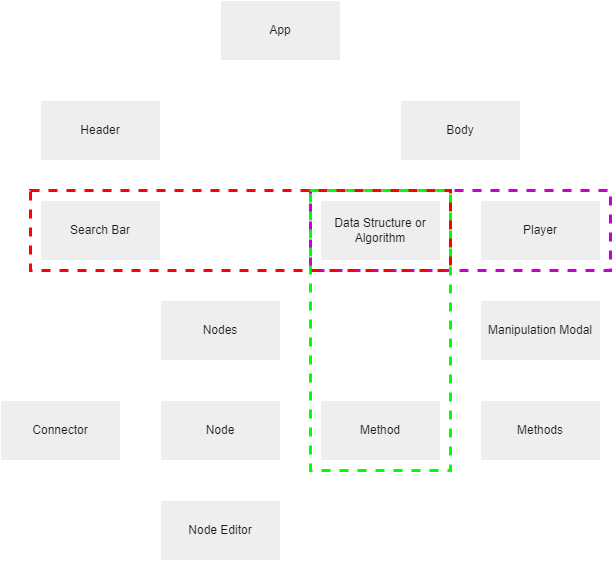 App
Header
Body
Search Bar
Data Structure or
Algorithm
Player
Nodes
Manipulation Modal
Connector
Node
Method
Methods
Node Editor